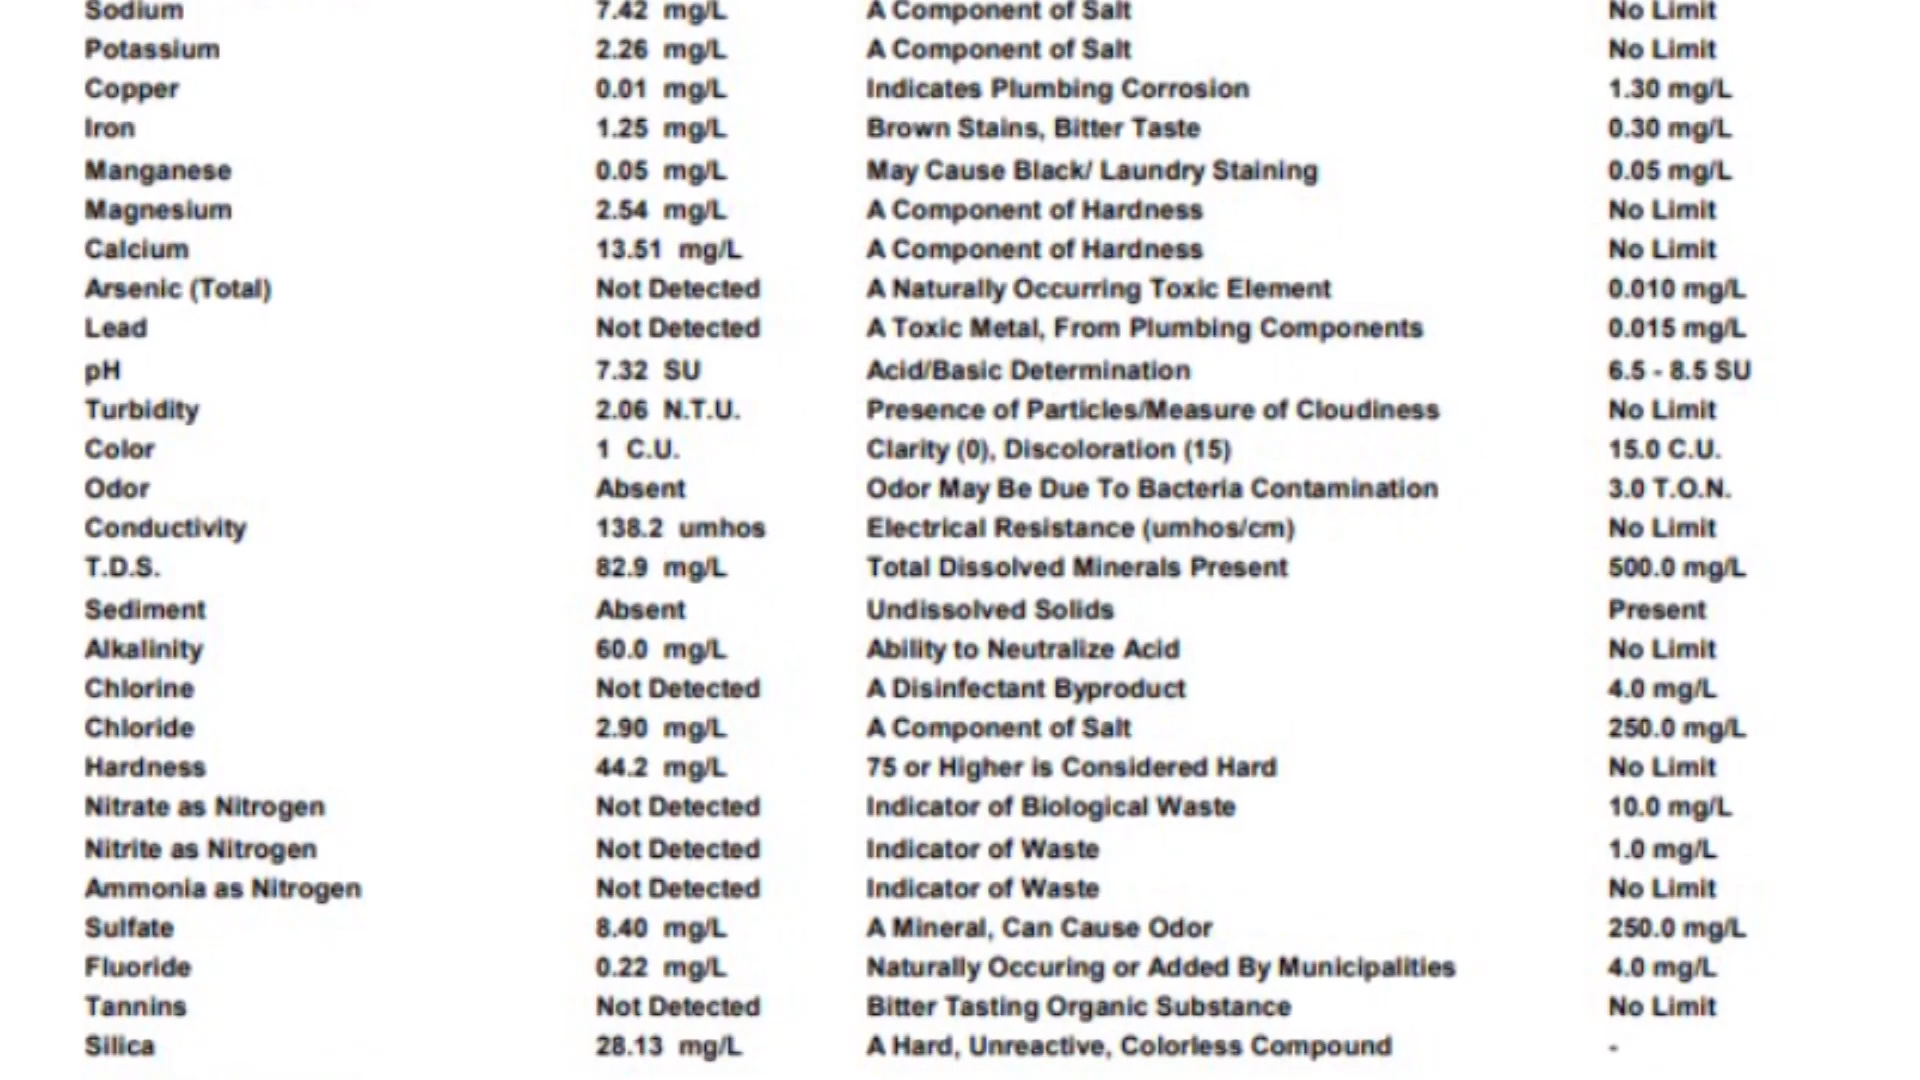 Sodium 7.42 mg/L A Component of Salt No Limit
Potassium 2.26 mg/L A Component of Salt No Limit
Copper 0.01 mg/L Indicates Plumbing Corrosion 1.30 mg/L
Iron 1.25 mg/L Brown Stains, Bitter Taste 0.30 mg/L
Manganese 0.05 mg/L May Cause Black/ Laundry Staining 0.05 mg/L
Magnesium 2.54 mg/L A Component of Hardness No Limit
Calcium 13.51 mg/L A Component of Hardness No Limit
Arsenic (Total) Not Detected A Naturally Occurring Toxic Element 0.010 mg/L
Lead Not Detected A Toxic Metal, From Plumbing Components 0.015 mg/L
pH 7.32 SU Acid/Basic Determination 6.5 - 8.5 SU
Turbidity 2.06 N.T.U. Presence of Particles/Measure of Cloudiness No Limit
Color 1 C.U. Clarity (0), Discoloration (15) 15.0 C.U.
Odor Absent Odor May Be Due To Bacteria Contamination 3.0 T.O.N.
Conductivity 138.2 umhos Electrical Resistance (umhos/cm) No Limit
T.D.S. 82.9 mg/L Total Dissolved Minerals Present 500.0 mg/L
Sediment Absent Undissolved Solids Present
Alkalinity 60.0 mg/L Ability to Neutralize Acid No Limit
Chlorine Not Detected A Disinfectant Byproduct 4.0 mg/L
Chloride 2.90 mg/L A Component of Salt 250.0 mg/L
Hardness 44.2 mg/L 75 or Higher is Considered Hard No Limit
Nitrate as Nitrogen Not Detected Indicator of Biological Waste 10.0 mg/L
Nitrite as Nitrogen Not Detected Indicator of Waste 1.0 mg/L
Ammonia as Nitrogen Not Detected Indicator of Waste No Limit
Sulfate 8.40 mg/L A Mineral, Can Cause Odor 250.0 mg/L
Fluoride 0.22 mg/L Naturally Occuring or Added By Municipalities 4.0 mg/L
Tannins Not Detected Bitter Tasting Organic Substance No Limit
Silica 28.13 mg/L A Hard, Unreactive, Colorless Compound -